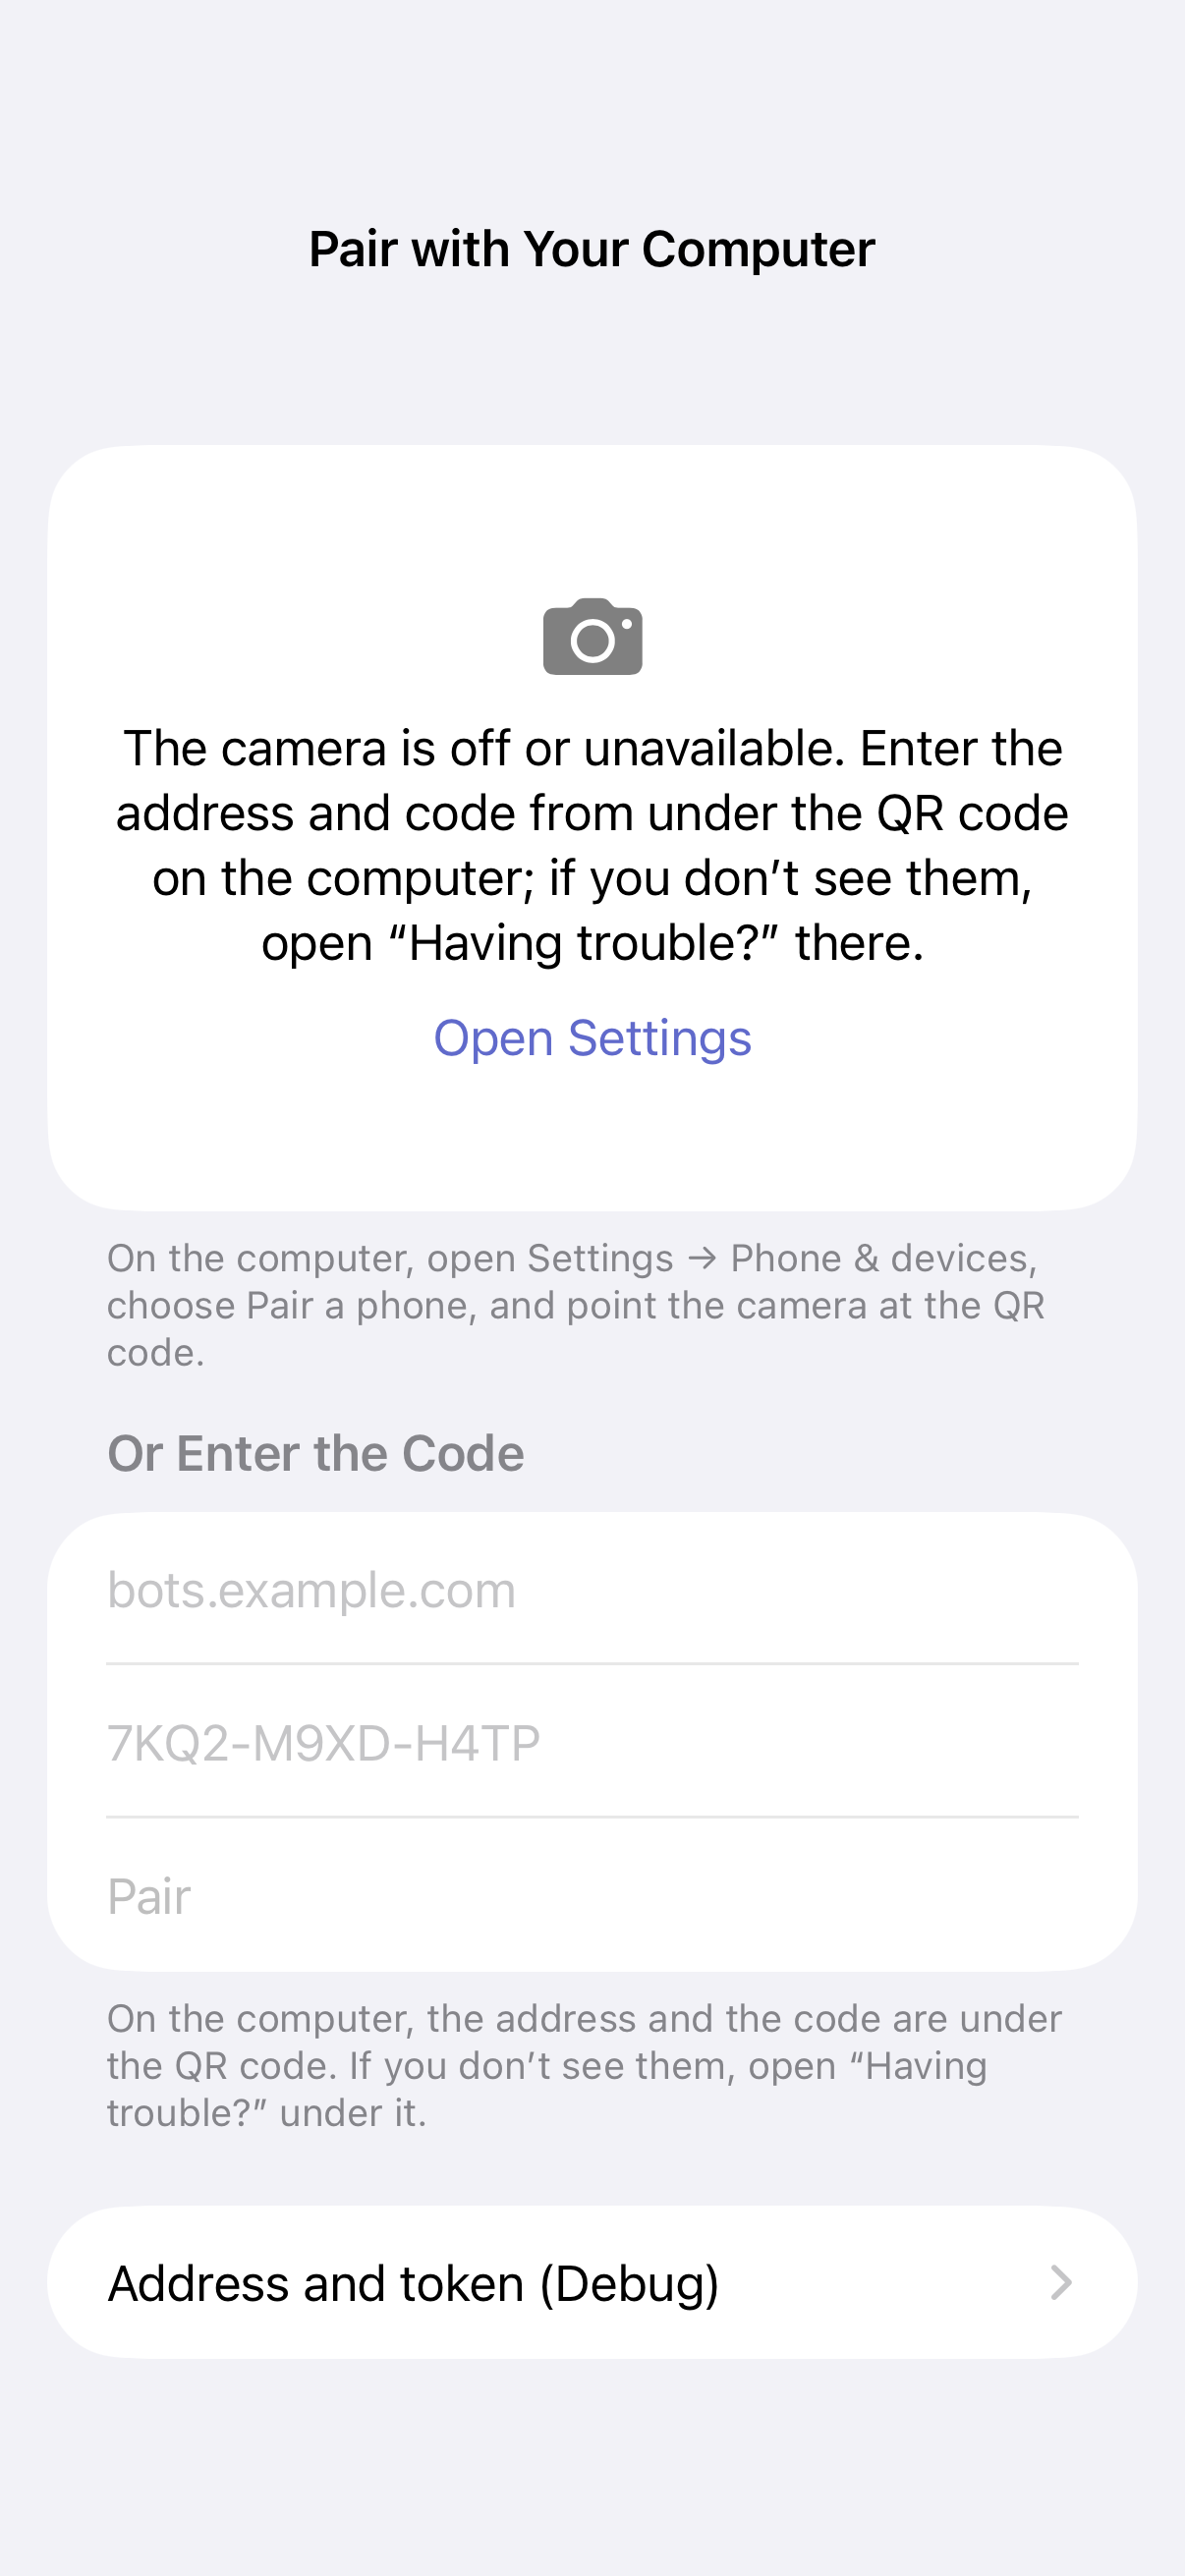 Pair with Your Computer
The camera is off or unavailable. Enter the
address and code from under the QR code
on the computer; if you don’t see them,
open “Having trouble?” there.
Open Settings
On the computer, open Settings → Phone & devices,
choose Pair a phone, and point the camera at the QR
code.
Or Enter the Code
bots.example.com
7KQ2-M9XD-H4TP
Pair
On the computer, the address and the code are under
the QR code. If you don’t see them, open “Having
trouble?” under it.
Address and token (Debug)